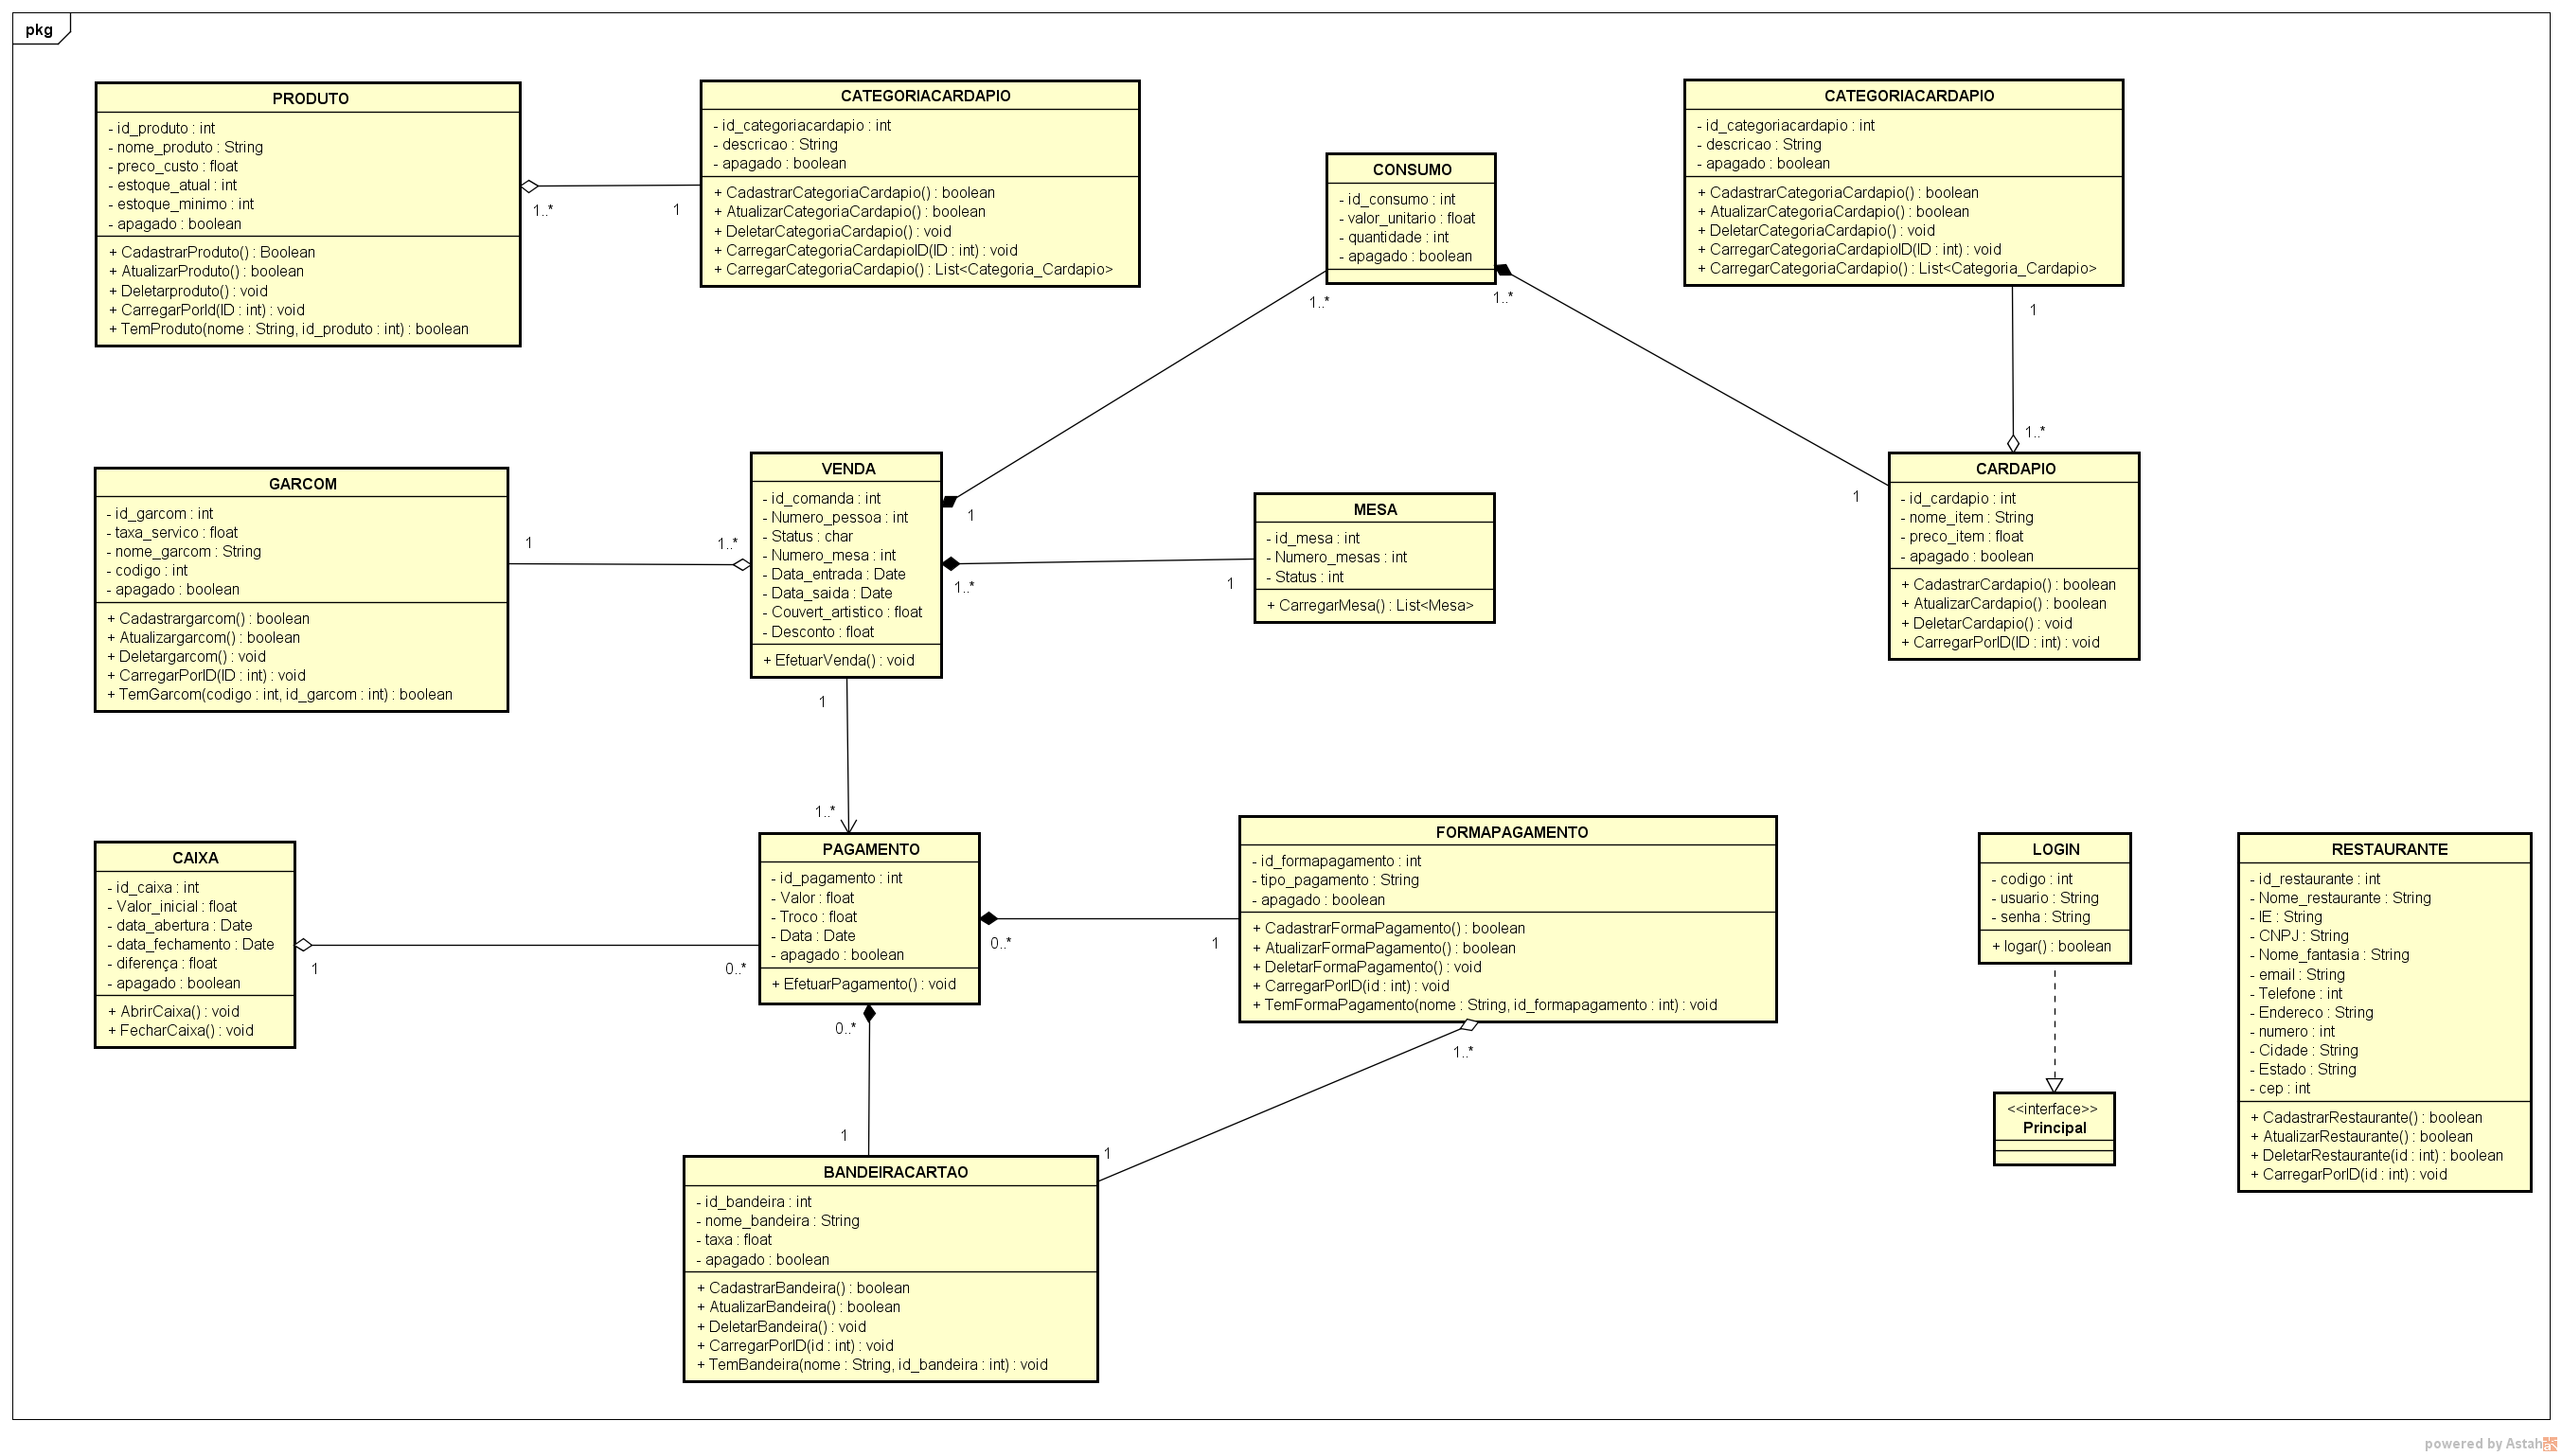 pkg
PRODUTO
- id_produto : int
- nome_produto : String
- preco_custo : float
- estoque_atual : int
- estoque_minimo : int
- apagado : boolean
+ CadastrarProduto() : Boolean
+ AtualizarProduto() : boolean
+ Deletarproduto() : void
+ CarregarPorId(ID : int) : void
+ TemProduto(nome : String, id_produto : int) : boolean
1..*
1
CATEGORIACARDAPIO
- id_categoriacardapio : int
- descricao : String
- apagado : boolean
+ CadastrarCategoriaCardapio() : boolean
+ AtualizarCategoriaCardapio() : boolean
+ DeletarCategoriaCardapio() : void
+ CarregarCategoriaCardapioID(ID : int) : void
+ CarregarCategoriaCardapio() : List<Categoria_Cardapio>
CONSUMO
- id_consumo : int
- valor_unitario : float
- quantidade : int
- apagado : boolean
1..*
1..*
CATEGORIACARDAPIO
- id_categoriacardapio : int
- descricao : String
- apagado : boolean
+ CadastrarCategoriaCardapio() : boolean
+ AtualizarCategoriaCardapio() : boolean
+ DeletarCategoriaCardapio() : void
+ CarregarCategoriaCardapioID(ID : int) : void
+ CarregarCategoriaCardapio() : List<Categoria_Cardapio>
1
1..*
GARCOM
- id_garcom : int
- taxa_servico : float
- nome_garcom : String
- codigo : int
- apagado : boolean
+ Cadastrargarcom() : boolean
+ Atualizargarcom() : boolean
+ Deletargarcom() : void
+ CarregarPorID(ID : int) : void
+ TemGarcom(codigo : int, id_garcom : int) : boolean
1
1..*
VENDA
- id_comanda : int
- Numero_pessoa : int
- Status : char
- Numero_mesa : int
- Data_entrada : Date
- Data_saida : Date
- Couvert_artistico : float
- Desconto : float
+ EfetuarVenda() : void
1
1..*
1
MESA
- id_mesa : int
- Numero_mesas : int
- Status : int
+ CarregarMesa() : List<Mesa>
1
CARDAPIO
- id_cardapio : int
- nome_item : String
- preco_item : float
- apagado : boolean
+ CadastrarCardapio() : boolean
+ AtualizarCardapio() : boolean
+ DeletarCardapio() : void
+ CarregarPorID(ID : int) : void
1
1..*
CAIXA
- id_caixa : int
- Valor_inicial : float
- data_abertura : Date
- data_fechamento : Date
- diferença : float
- apagado : boolean
+ AbrirCaixa() : void
+ FecharCaixa() : void
1
0..*
PAGAMENTO
- id_pagamento : int
- Valor : float
- Troco : float
- Data : Date
- apagado : boolean
+ EfetuarPagamento() : void
0..*
1
0..*
1
FORMAPAGAMENTO
- id_formapagamento : int
- tipo_pagamento : String
- apagado : boolean
+ CadastrarFormaPagamento() : boolean
+ AtualizarFormaPagamento() : boolean
+ DeletarFormaPagamento() : void
+ CarregarPorID(id : int) : void
+ TemFormaPagamento(nome : String, id_formapagamento : int) : void
1..*
1
LOGIN
- codigo : int
- usuario : String
- senha : String
+ logar() : boolean
<<interface>>
Principal
RESTAURANTE
- id_restaurante : int
- Nome_restaurante : String
- IE : String
- CNPJ : String
- Nome_fantasia : String
- email : String
- Telefone : int
- Endereco : String
- numero : int
- Cidade : String
- Estado : String
- cep : int
+ CadastrarRestaurante() : boolean
+ AtualizarRestaurante() : boolean
+ DeletarRestaurante(id : int) : boolean
+ CarregarPorID(id : int) : void
BANDEIRACARTAO
- id_bandeira : int
- nome_bandeira : String
- taxa : float
- apagado : boolean
+ CadastrarBandeira() : boolean
+ AtualizarBandeira() : boolean
+ DeletarBandeira() : void
+ CarregarPorID(id : int) : void
+ TemBandeira(nome : String, id_bandeira : int) : void
powered by Astah